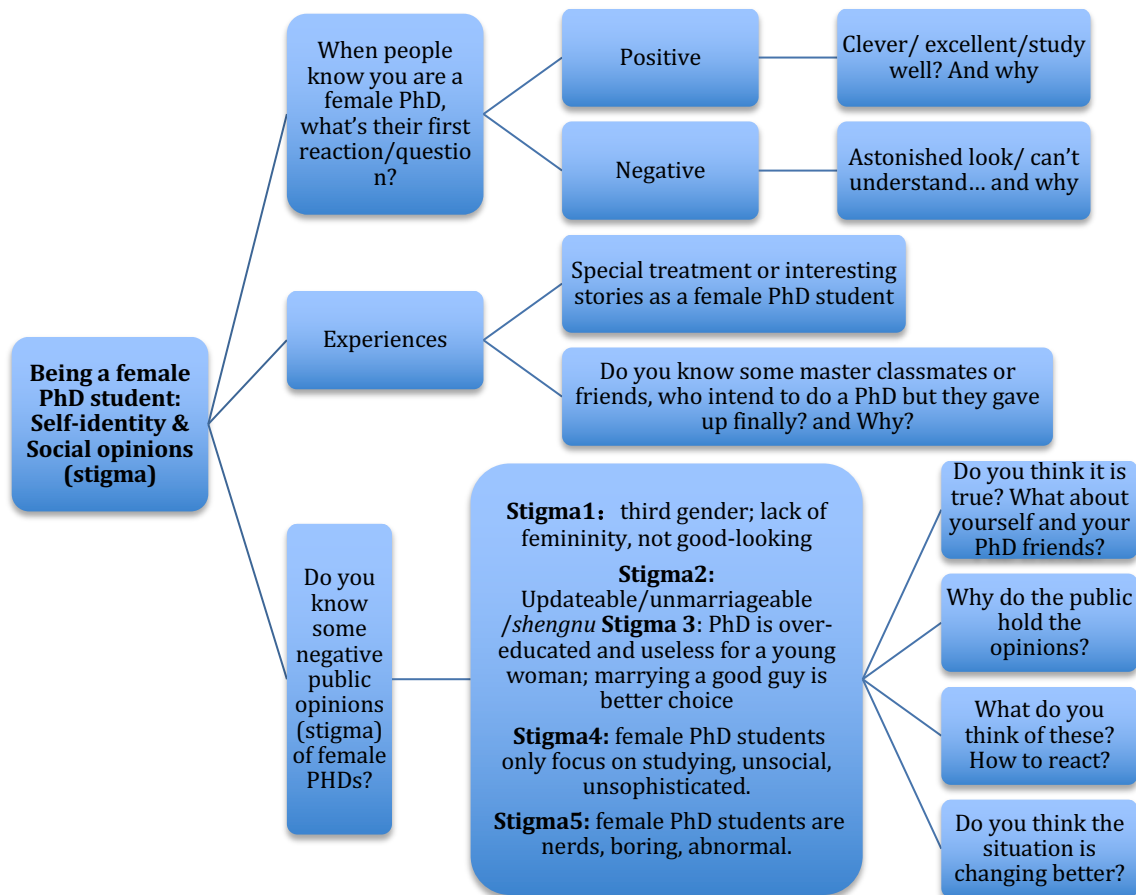 Being a female
PhD student:
Self-identity &
Social opinions
(stigma)
When people
know you are a
female PhD,
what's their first
reaction/questio
n?
Positive
Clever/ excellent/study
well? And why
Negative
Astonished look/ can't
understand… and why
Experiences
Special treatment or interesting
stories as a female PhD student
Do you know some master classmates or
friends, who intend to do a PhD but they gave
up finally? and Why?
Do you
know
some
negative
public
opinions
(stigma)
of female
PHDs?
Stigma1：third gender; lack of
femininity, not good-looking
Stigma2:
Updateable/unmarriageable
/shengnu Stigma 3: PhD is over-
educated and useless for a young
woman; marrying a good guy is
better choice
Stigma4: female PhD students
only focus on studying, unsocial,
unsophisticated.
Stigma5: female PhD students are
nerds, boring, abnormal.
Do you think it is
true? What about
yourself and your
PhD friends?
Why do the public
hold the
opinions?
What do you
think of these?
How to react?
Do you think the
situation is
changing better?